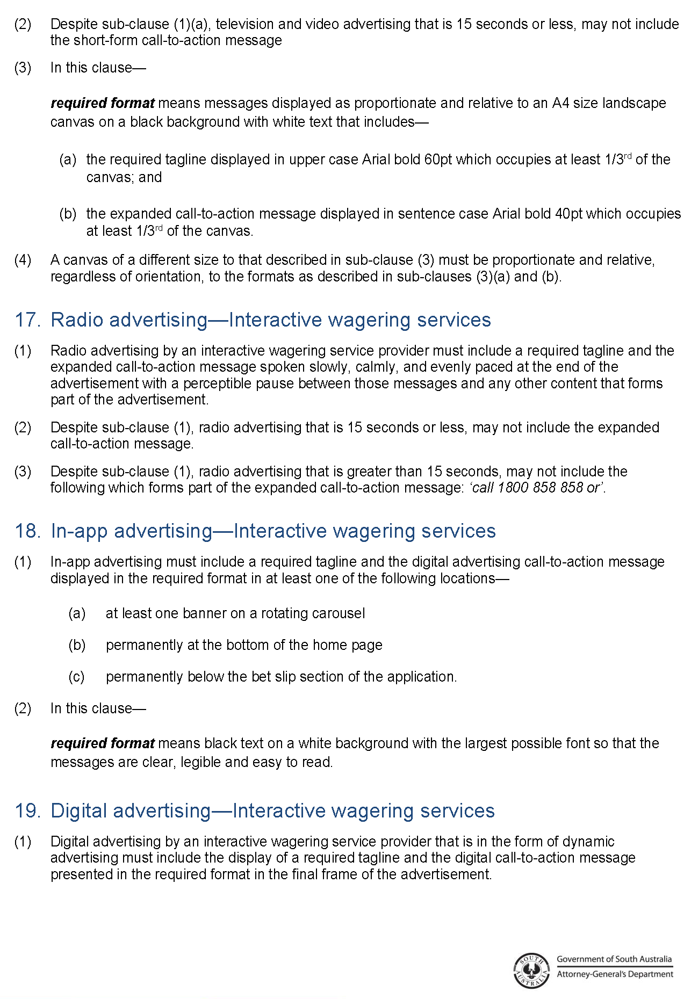 (2) Despite sub-clause (1)(a), television and video advertising that is 15 seconds or less, may not include
the short-form call-to-action message
(3) In this clause—
required format means messages displayed as proportionate and relative to an A4 size landscape
canvas on a black background with white text that includes—
(a) the required tagline displayed in upper case Arial bold 60pt which occupies at least 1/3rd of the
canvas; and
(b) the expanded call-to-action message displayed in sentence case Arial bold 40pt which occupies
at least 1/3rd of the canvas.
(4) A canvas of a different size to that described in sub-clause (3) must be proportionate and relative,
regardless of orientation, to the formats as described in sub-clauses (3)(a) and (b).
17. Radio advertising—Interactive wagering services
(1) Radio advertising by an interactive wagering service provider must include a required tagline and the
expanded call-to-action message spoken slowly, calmly, and evenly paced at the end of the
advertisement with a perceptible pause between those messages and any other content that forms
part of the advertisement.
(2) Despite sub-clause (1), radio advertising that is 15 seconds or less, may not include the expanded
call-to-action message.
(3) Despite sub-clause (1), radio advertising that is greater than 15 seconds, may not include the
following which forms part of the expanded call-to-action message: ‘call 1800 858 858 or’.
18. In-app advertising—Interactive wagering services
(1) In-app advertising must include a required tagline and the digital advertising call-to-action message
displayed in the required format in at least one of the following locations—
(a) at least one banner on a rotating carousel
(b) permanently at the bottom of the home page
(c) permanently below the bet slip section of the application.
(2) In this clause—
required format means black text on a white background with the largest possible font so that the
messages are clear, legible and easy to read.
19. Digital advertising—Interactive wagering services
(1) Digital advertising by an interactive wagering service provider that is in the form of dynamic
advertising must include the display of a required tagline and the digital call-to-action message
presented in the required format in the final frame of the advertisement.
SOUTH AUSTRALIA
Government of South Australia
Attorney-General's Department